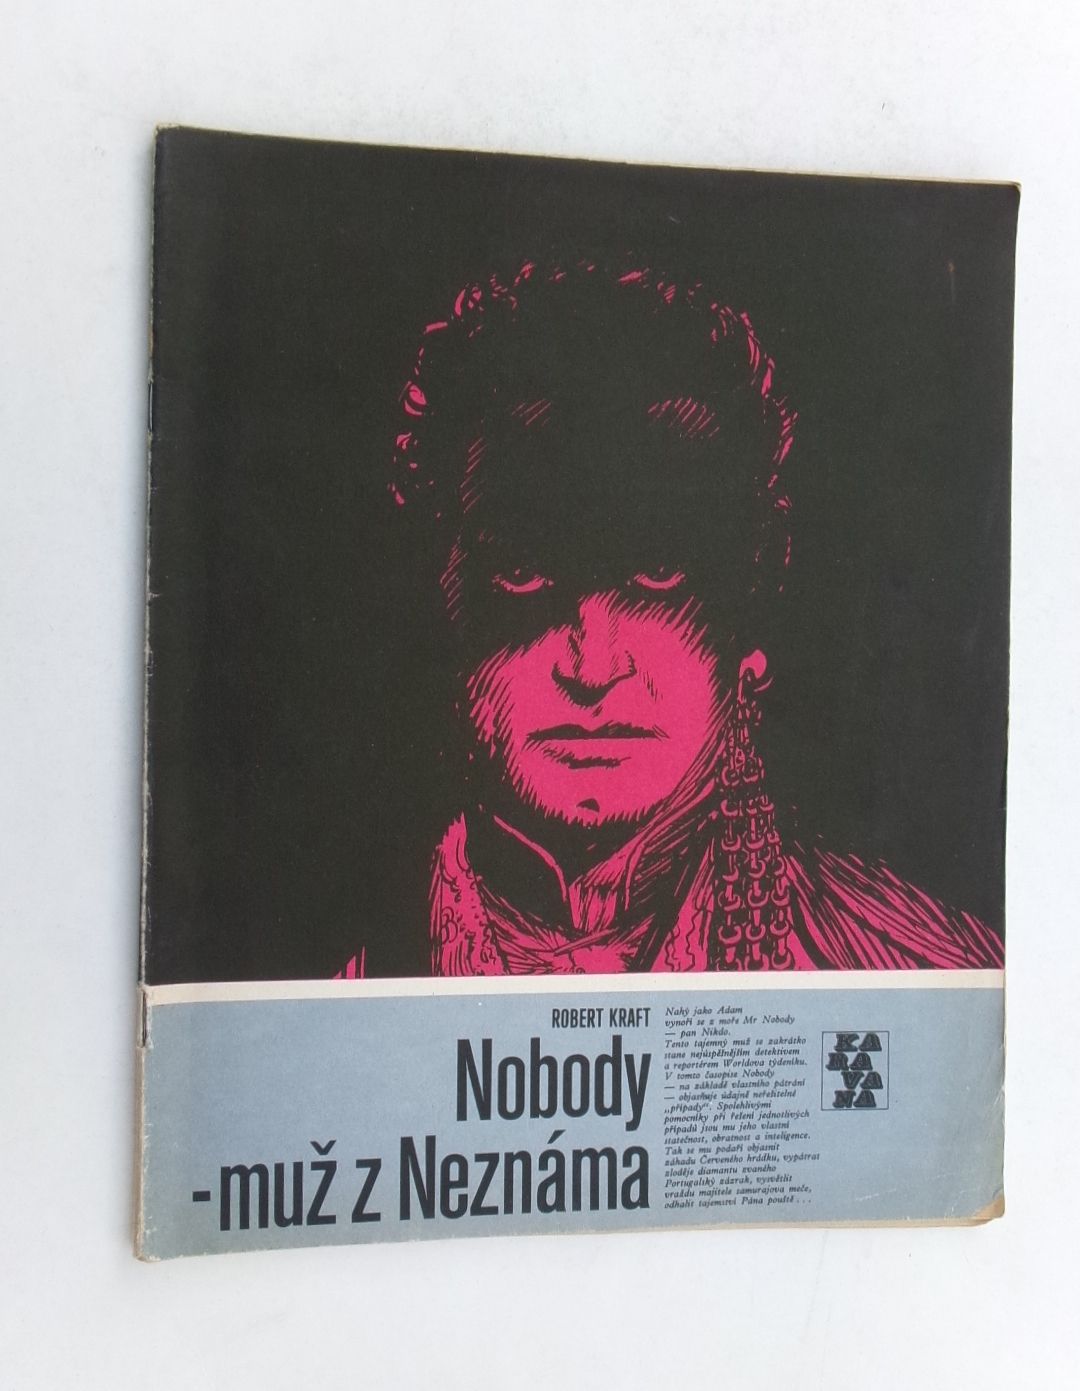 ROBERT KRAFT
Nobody
-muž z Neznáma
Nahý jako Adam
vynoří se z moře Mr Nobody
— pan Nikdo.
Tento tajemný muž se zakrátko
stane nejúspěšnějším detektivem
a reportérem Worldova týdeníku.
V tomto časopise Nobody
— na základě vlastního pátrání
— objasňuje údajně neřešitelné
„případy“. Spolehlivými
pomocníky při řešení jednotlivých
případů jsou mu jeho vlastní
statečnost, obratnost a inteligence.
Tak se mu podaří objasnit
záhadu Červeného hrádku, vypátrat
zloděje diamantu zvaného
Portugalský zázrak, vysvětlit
vraždu majitele samurajova meče,
odhalit tajemství Pána pouště . . .
KA
RA
VA
NA